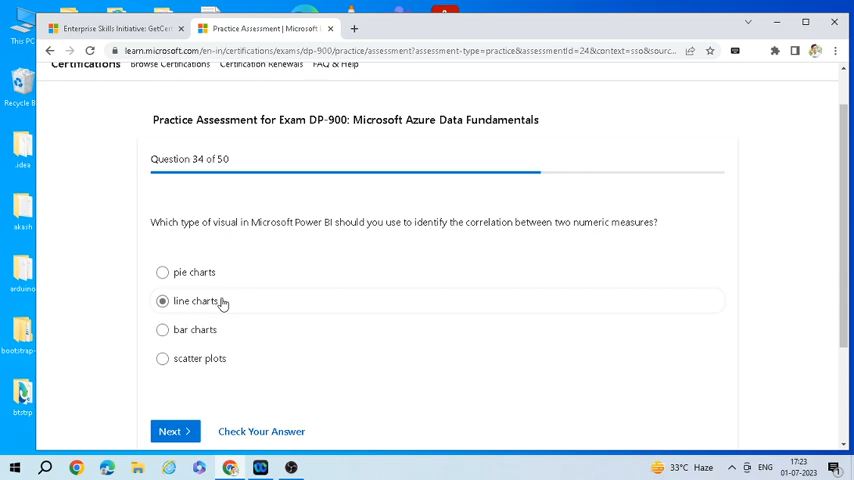 This PC
Enterprise Skills Initiative: GetCert
Practice Assessment | Microsoft
learn.microsoft.com/en-in/certifications/exams/dp-900/practice/assessment?assessment-type=practice&assessmentId=24&context=sso&sourc...
Recycle B
Certifications Browse Certifications Certification Renewals FAQ & Help
Practice Assessment for Exam DP-900: Microsoft Azure Data Fundamentals
Question 34 of 50
.idea
Which type of visual in Microsoft Power BI should you use to identify the correlation between two numeric measures?
akash
pie charts
line charts
arduino
bar charts
bootstrap-
scatter plots
btstrp
Next
Check Your Answer
33°C Haze
ENG
17:23
01-07-2023